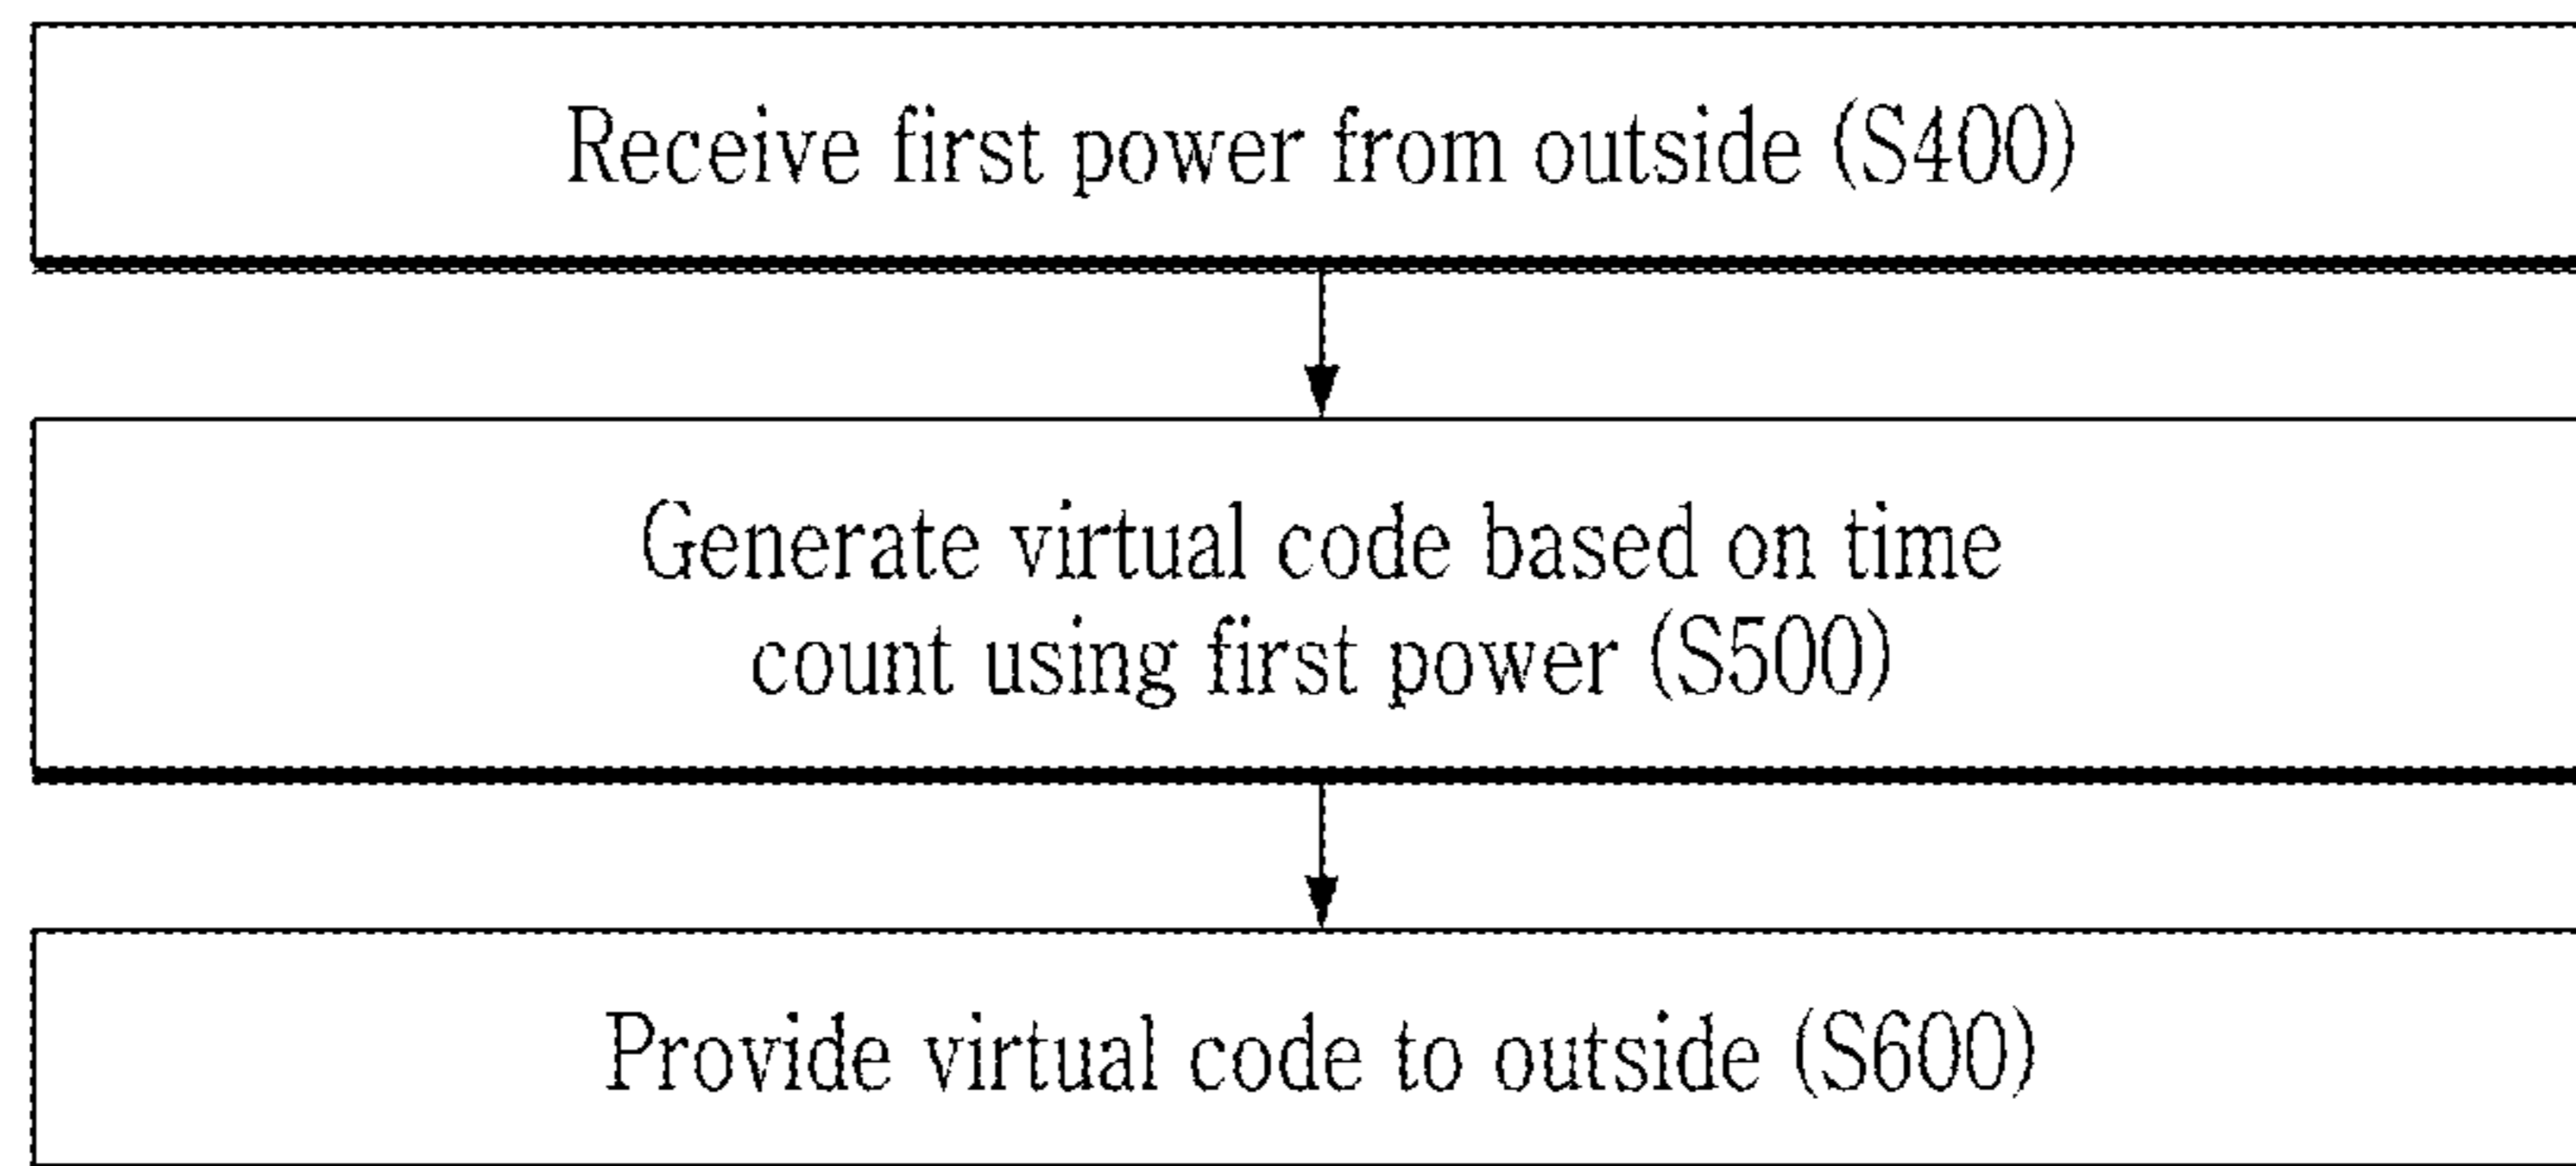 Receive first power from outside (S400)
Generate virtual code based on time
count using first power (S500)
Provide virtual code to outside (S600)